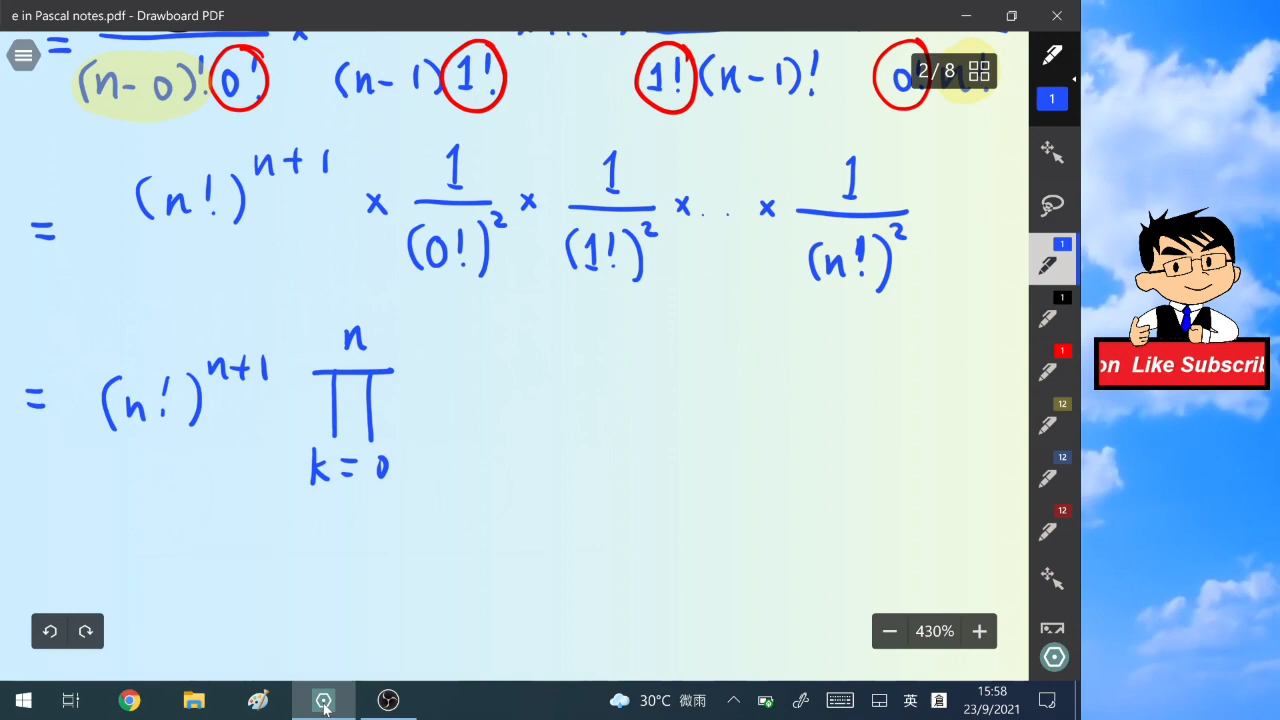 e in Pascal notes.pdf - Drawboard PDF
= ×
(n-0)! 0! (n-1) 1! 1! (n-1)! 0! n!
2/8
1
= (n!)^{n+1} × 1/(0!)^2 × 1/(1!)^2 × . . × 1/(n!)^2
1
1
1
12
12
12
on Like Subscrib
= (n!)^{n+1} ∏_{k=0}^{n}
430%
30°C 微雨
英
倉
15:58
23/9/2021